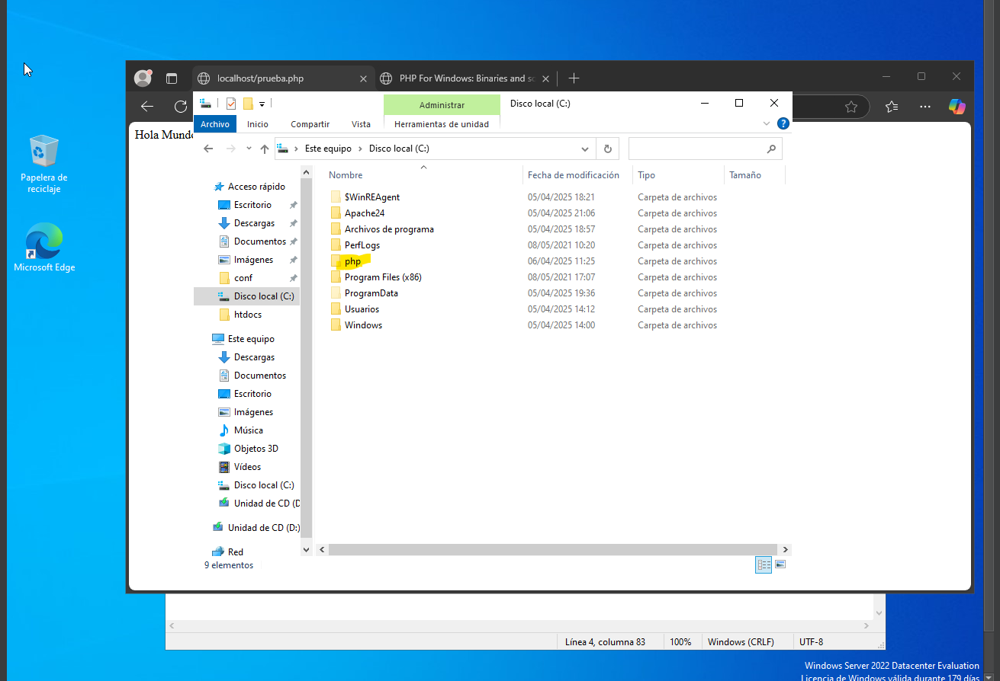 localhost/prueba.php
PHP For Windows: Binaries and so
Hola Mundo
Administrar
Disco local (C:)
Archivo
Inicio
Compartir
Vista
Herramientas de unidad
Este equipo > Disco local (C:)
Nombre
Fecha de modificación
Tipo
Tamaño
Acceso rápido
Escritorio
Descargas
Documentos
Imágenes
conf
Disco local (C:)
htdocs
Este equipo
Descargas
Documentos
Escritorio
Imágenes
Música
Objetos 3D
Vídeos
Disco local (C:)
Unidad de CD (D
Unidad de CD (D:)
Red
$WinREAgent 05/04/2025 18:21 Carpeta de archivos
Apache24 05/04/2025 21:06 Carpeta de archivos
Archivos de programa 05/04/2025 18:57 Carpeta de archivos
PerfLogs 08/05/2021 10:20 Carpeta de archivos
php 06/04/2025 11:25 Carpeta de archivos
Program Files (x86) 08/05/2021 17:07 Carpeta de archivos
ProgramData 05/04/2025 19:36 Carpeta de archivos
Usuarios 05/04/2025 14:12 Carpeta de archivos
Windows 05/04/2025 14:00 Carpeta de archivos
9 elementos
Papelera de
reciclaje
Microsoft Edge
Línea 4, columna 83
100%
Windows (CRLF)
UTF-8
Windows Server 2022 Datacenter Evaluation
Licencia de Windows válida durante 179 días